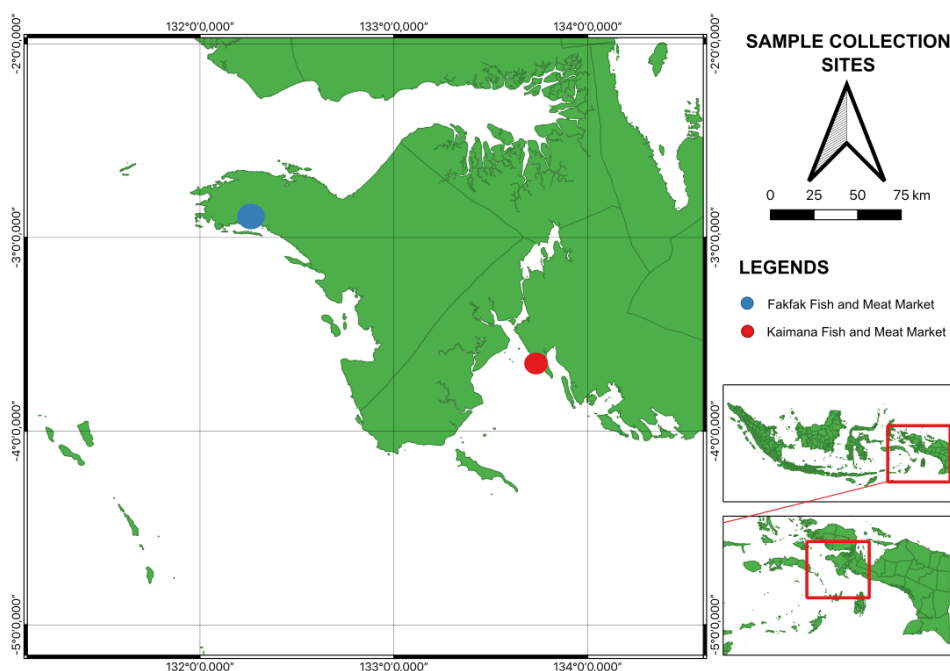 132°0'0,000"
133°0'0,000"
134°0'0,000"
-2°0'0,000"
-2°0'0,000"
-3°0'0,000"
-3°0'0,000"
-4°0'0,000"
-4°0'0,000"
-5°0'0,000"
-5°0'0,000"
132°0'0,000"
133°0'0,000"
134°0'0,000"
SAMPLE COLLECTION
SITES
0 25 50 75 km
LEGENDS
Fakfak Fish and Meat Market
Kaimana Fish and Meat Market